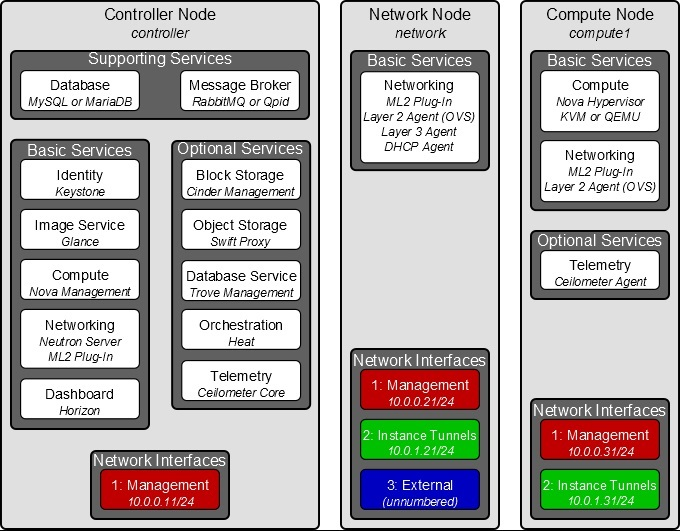 Controller Node
controller
Supporting Services
Database
MySQL or MariaDB
Message Broker
RabbitMQ or Qpid
Basic Services
Identity
Keystone
Image Service
Glance
Compute
Nova Management
Networking
Neutron Server
ML2 Plug-In
Dashboard
Horizon
Optional Services
Block Storage
Cinder Management
Object Storage
Swift Proxy
Database Service
Trove Management
Orchestration
Heat
Telemetry
Ceilometer Core
Network Interfaces
1: Management
10.0.0.11/24
Network Node
network
Basic Services
Networking
ML2 Plug-In
Layer 2 Agent (OVS)
Layer 3 Agent
DHCP Agent
Network Interfaces
1: Management
10.0.0.21/24
2: Instance Tunnels
10.0.1.21/24
3: External
(unnumbered)
Compute Node
compute1
Basic Services
Compute
Nova Hypervisor
KVM or QEMU
Networking
ML2 Plug-In
Layer 2 Agent (OVS)
Optional Services
Telemetry
Ceilometer Agent
Network Interfaces
1: Management
10.0.0.31/24
2: Instance Tunnels
10.0.1.31/24